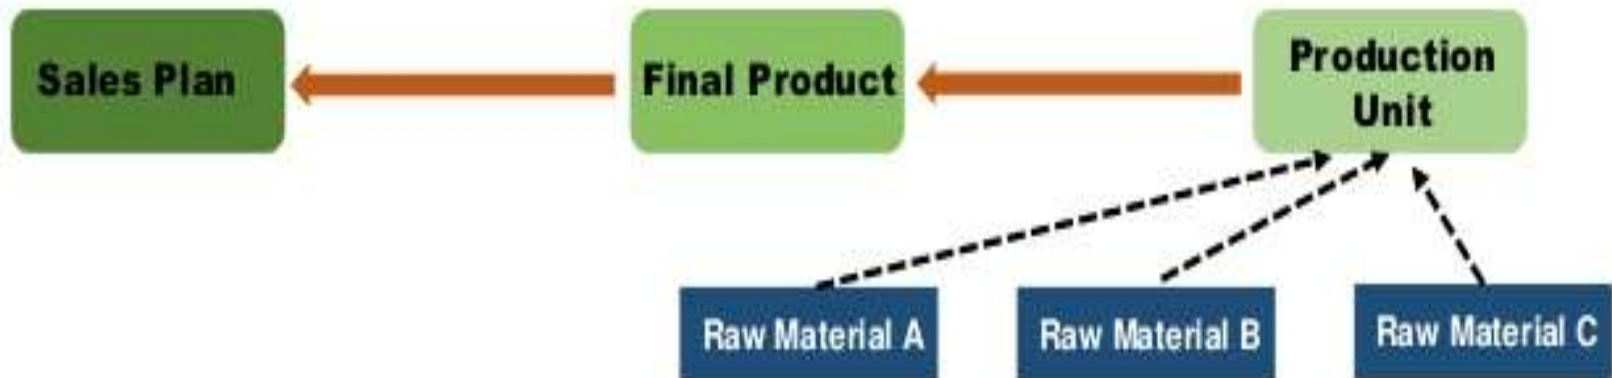 Sales Plan
Final Product
Production
Unit
Raw Material A
Raw Material B
Raw Material C